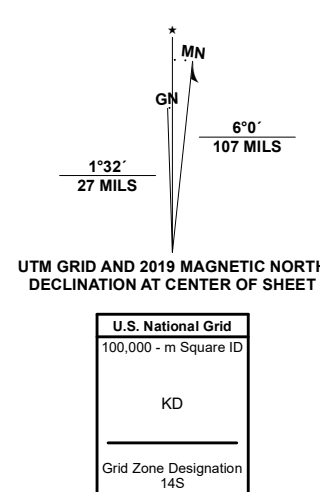 ★
MN
GN
6°0´
107 MILS
1°32´
27 MILS
UTM GRID AND 2019 MAGNETIC NORTH
DECLINATION AT CENTER OF SHEET
U.S. National Grid
100,000 - m Square ID
KD
Grid Zone Designation
14S